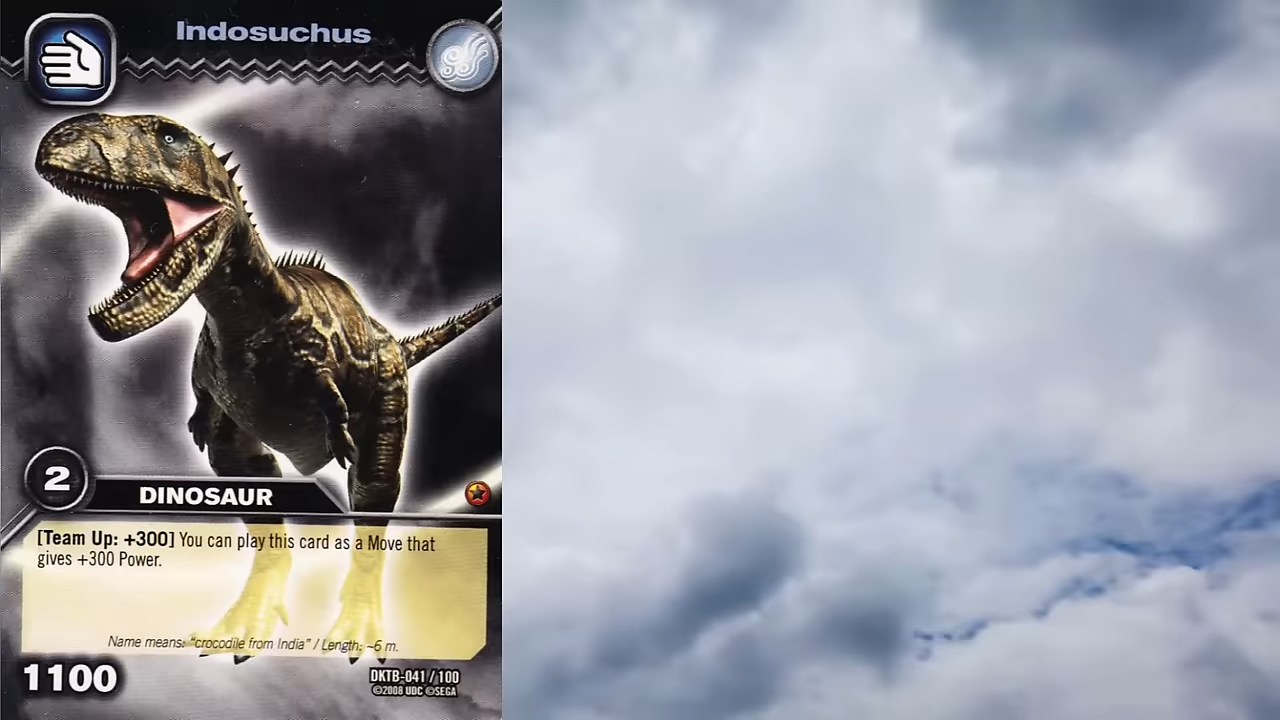 Indosuchus
2
DINOSAUR
[Team Up: +300] You can play this card as a Move that
gives +300 Power.
Name means: “crocodile from India” / Length: ~6 m.
1100
DKTB-041/100
©2008 UDC ©SEGA